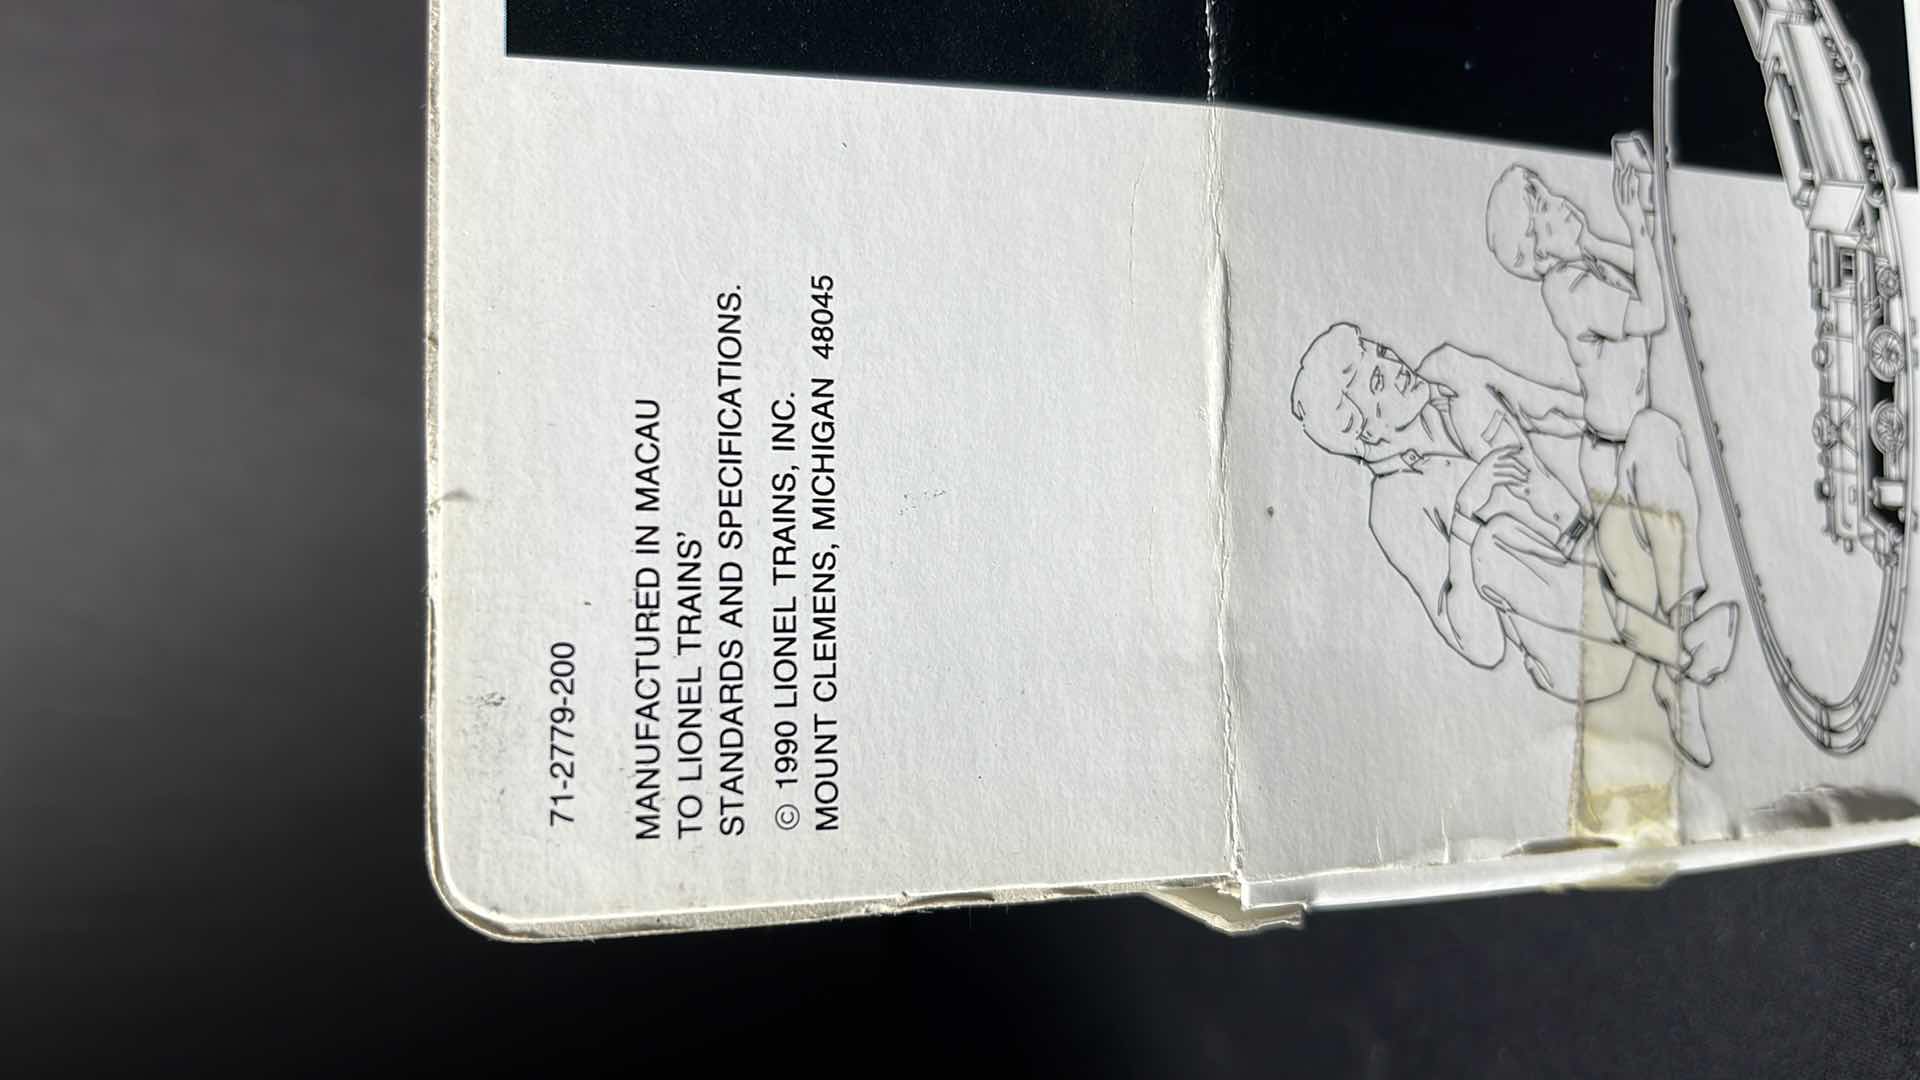 71-2779-200
MANUFACTURED IN MACAU
TO LIONEL TRAINS'
STANDARDS AND SPECIFICATIONS.
© 1990 LIONEL TRAINS, INC.
MOUNT CLEMENS, MICHIGAN 48045